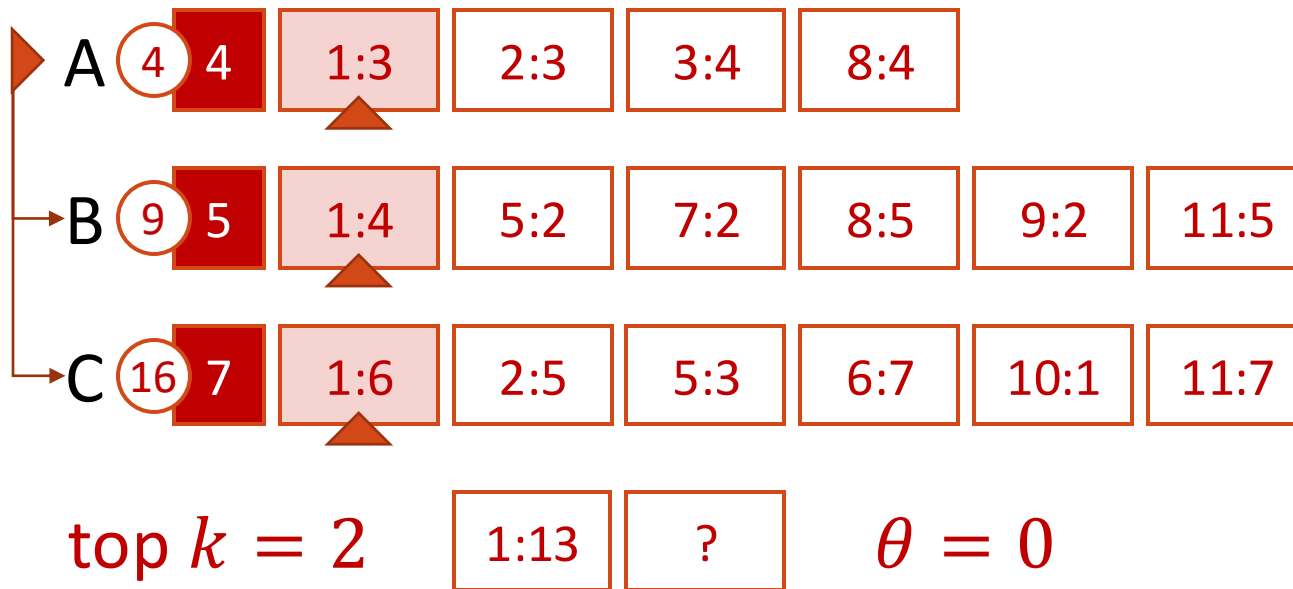 A 4 4 1:3 2:3 3:4 8:4
B 9 5 1:4 5:2 7:2 8:5 9:2 11:5
C 16 7 1:6 2:5 5:3 6:7 10:1 11:7
top k = 2 1:13 ? θ = 0